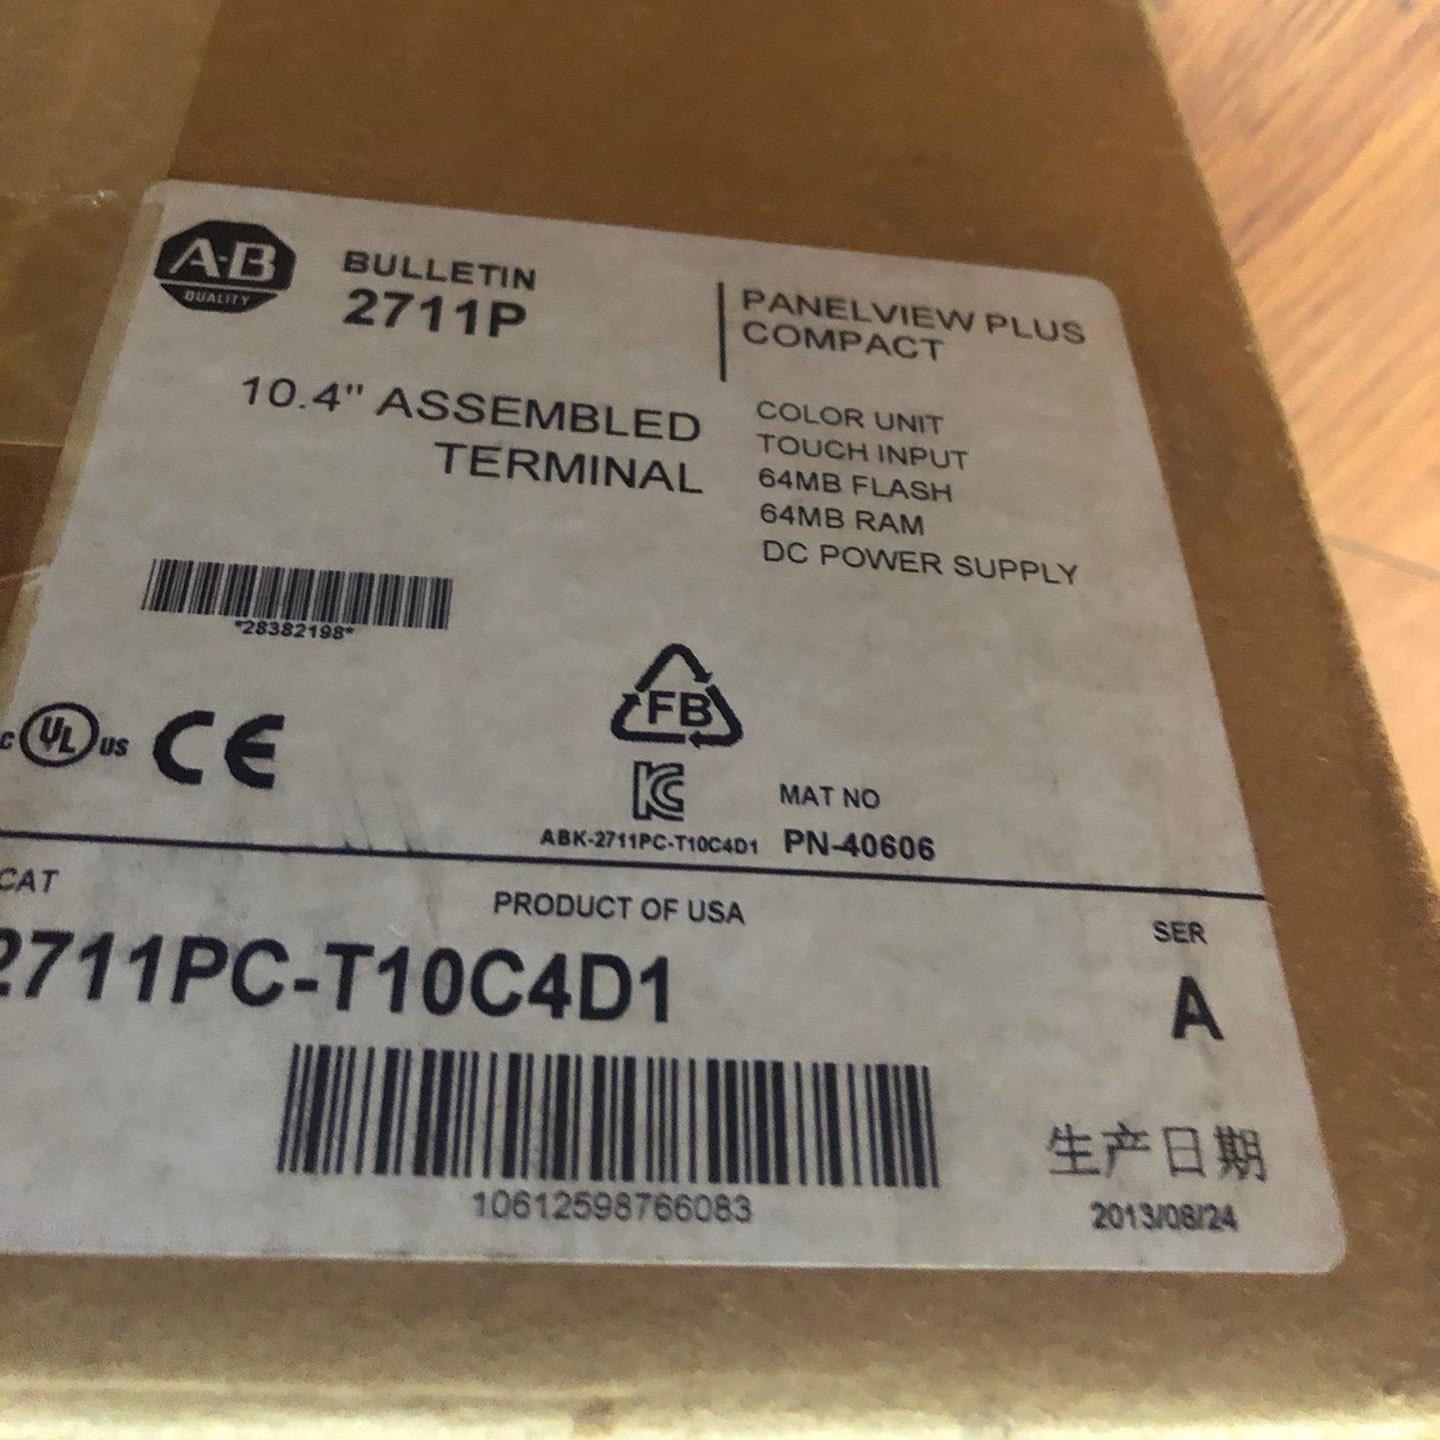 A-B
QUALITY
BULLETIN
2711P
PANELVIEW PLUS
COMPACT
10.4" ASSEMBLED
TERMINAL
COLOR UNIT
TOUCH INPUT
64MB FLASH
64MB RAM
DC POWER SUPPLY
*28382198*
c UL US CE
FB
KC
ABK-2711PC-T10C4D1
MAT NO
PN-40606
CAT
PRODUCT OF USA
SER
2711PC-T10C4D1
A
10612598766083
生产日期
2013/08/24